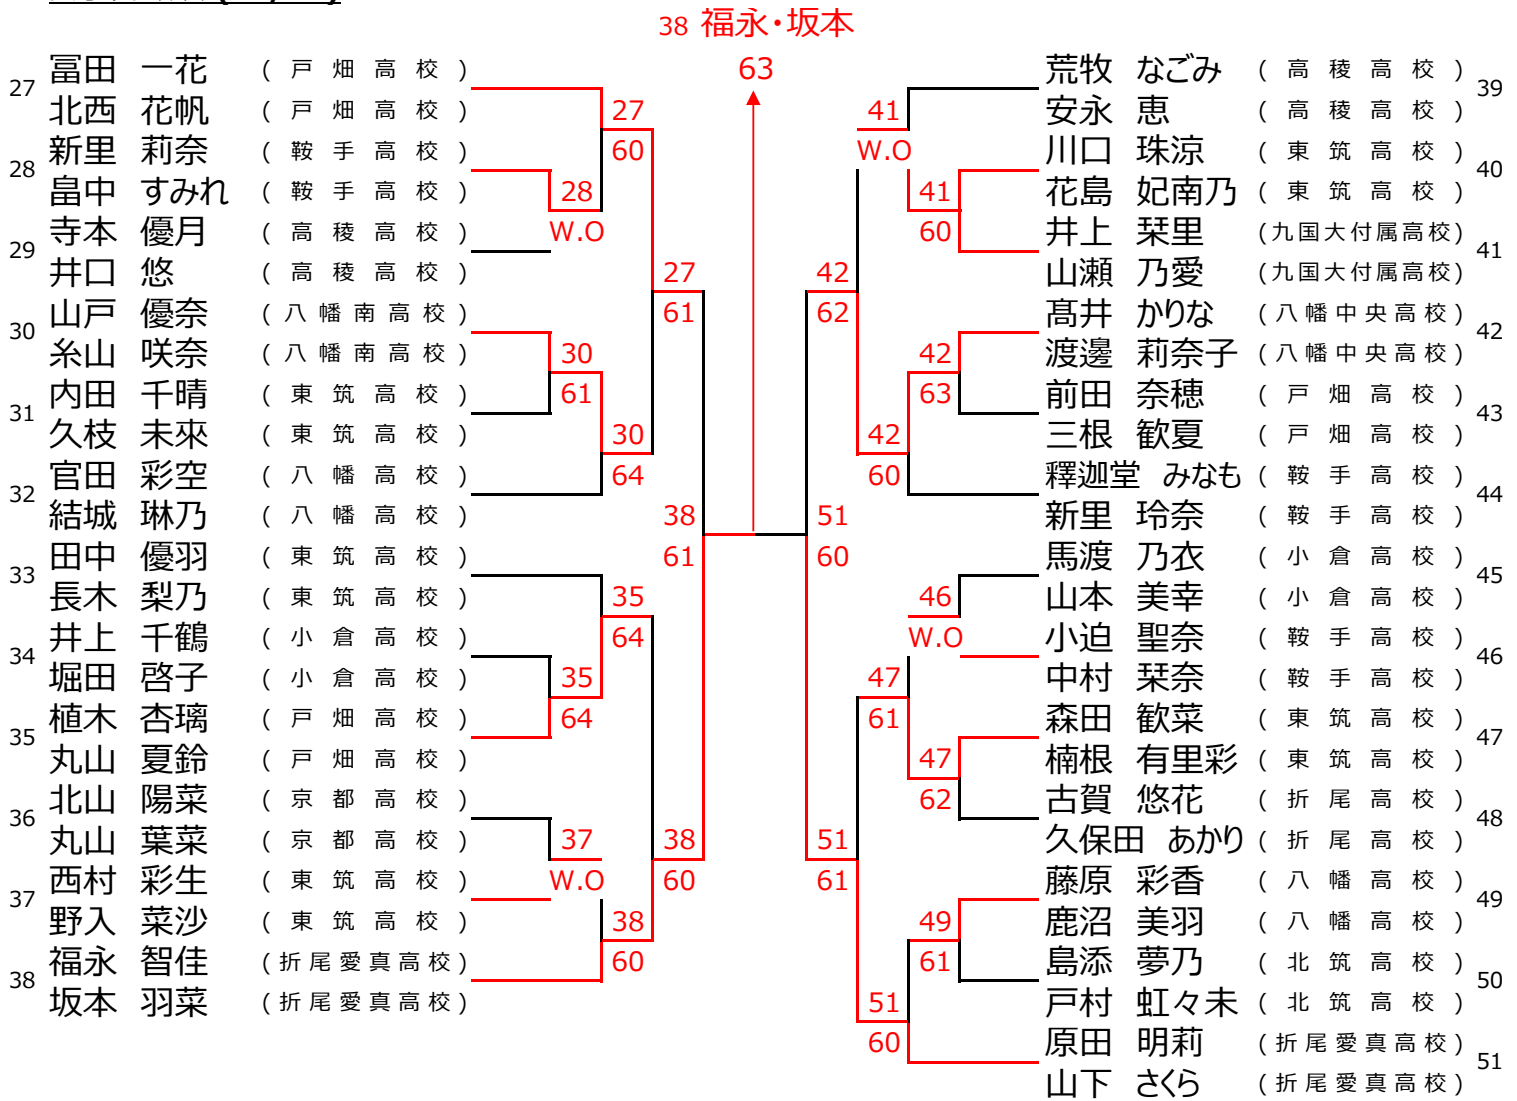 38 福永・坂本
63
27 冨田 一花 (戸畑高校)
北西 花帆 (戸畑高校)
28 新里 莉奈 (鞍手高校)
畠中 すみれ (鞍手高校)
29 寺本 優月 (高稜高校)
井口 悠 (高稜高校)
30 山戸 優奈 (八幡南高校)
糸山 咲奈 (八幡南高校)
31 内田 千晴 (東筑高校)
久枝 未來 (東筑高校)
32 官田 彩空 (八幡高校)
結城 琳乃 (八幡高校)
33 田中 優羽 (東筑高校)
長木 梨乃 (東筑高校)
34 井上 千鶴 (小倉高校)
堀田 啓子 (小倉高校)
35 植木 杏璃 (戸畑高校)
丸山 夏鈴 (戸畑高校)
36 北山 陽菜 (京都高校)
丸山 葉菜 (京都高校)
37 西村 彩生 (東筑高校)
野入 菜沙 (東筑高校)
38 福永 智佳 (折尾愛真高校)
坂本 羽菜 (折尾愛真高校)
27
60
28
W.O
27
61
30
61
30
64
38
61
35
64
35
64
37
W.O
38
60
38
60
41
W.O
41
60
42
62
42
63
42
60
51
60
46
W.O
47
61
47
62
51
61
49
61
51
60
荒牧 なごみ (高稜高校) 39
安永 恵 (高稜高校)
川口 珠涼 (東筑高校) 40
花島 妃南乃 (東筑高校)
井上 栞里 (九国大付属高校) 41
山瀬 乃愛 (九国大付属高校)
髙井 かりな (八幡中央高校) 42
渡邊 莉奈子 (八幡中央高校)
前田 奈穂 (戸畑高校) 43
三根 歓夏 (戸畑高校)
釋迦堂 みなも (鞍手高校) 44
新里 玲奈 (鞍手高校)
馬渡 乃衣 (小倉高校) 45
山本 美幸 (小倉高校)
小迫 聖奈 (鞍手高校) 46
中村 栞奈 (鞍手高校)
森田 歓菜 (東筑高校) 47
楠根 有里彩 (東筑高校)
古賀 悠花 (折尾高校) 48
久保田 あかり (折尾高校)
藤原 彩香 (八幡高校) 49
鹿沼 美羽 (八幡高校)
島添 夢乃 (北筑高校) 50
戸村 虹々未 (北筑高校)
原田 明莉 (折尾愛真高校) 51
山下 さくら (折尾愛真高校)